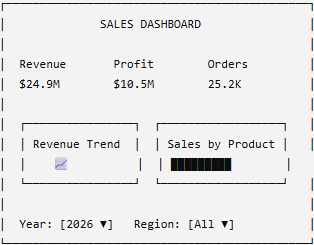 SALES DASHBOARD
Revenue Profit Orders
$24.9M $10.5M 25.2K
Revenue Trend Sales by Product
📈 █████████
Year: [2026 ▼] Region: [All ▼]